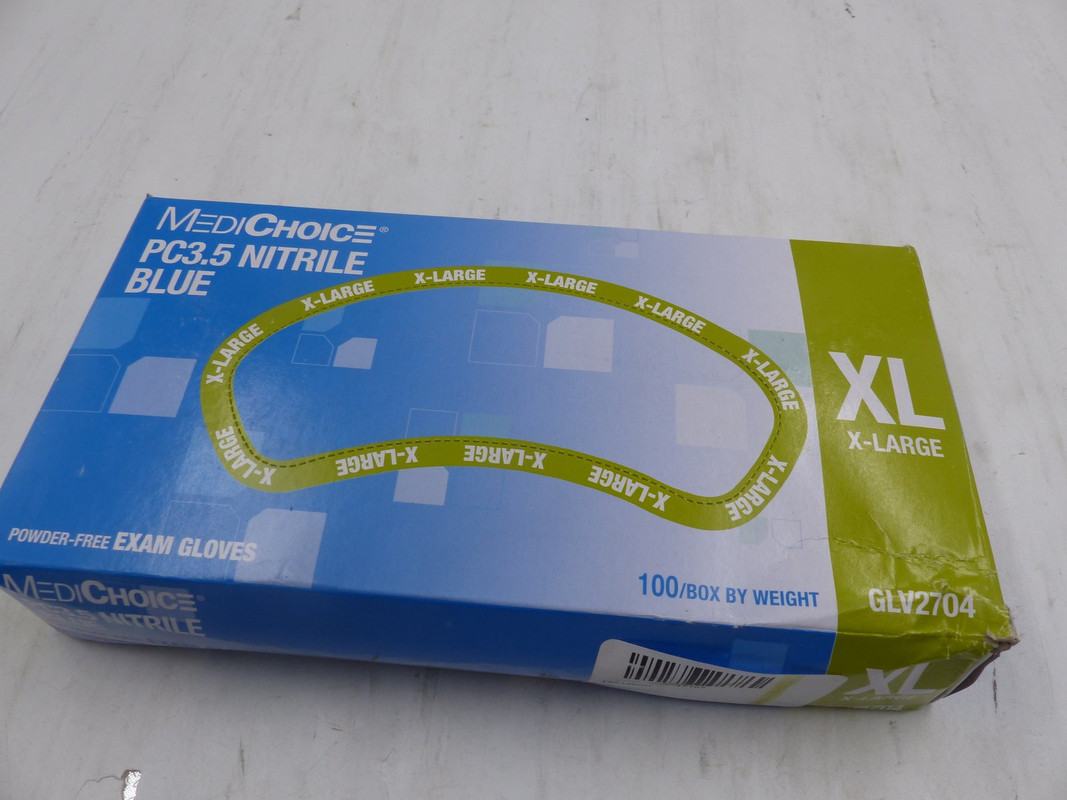 MEDICHOICE®
PC3.5 NITRILE
BLUE
X-LARGE X-LARGE X-LARGE X-LARGE X-LARGE X-LARGE X-LARGE X-LARGE X-LARGE X-LARGE X-LARGE
XL
X-LARGE
POWDER-FREE EXAM GLOVES
100/BOX BY WEIGHT
GLV2704
MEDICHOICE®
NITRILE
XL
X-LARGE